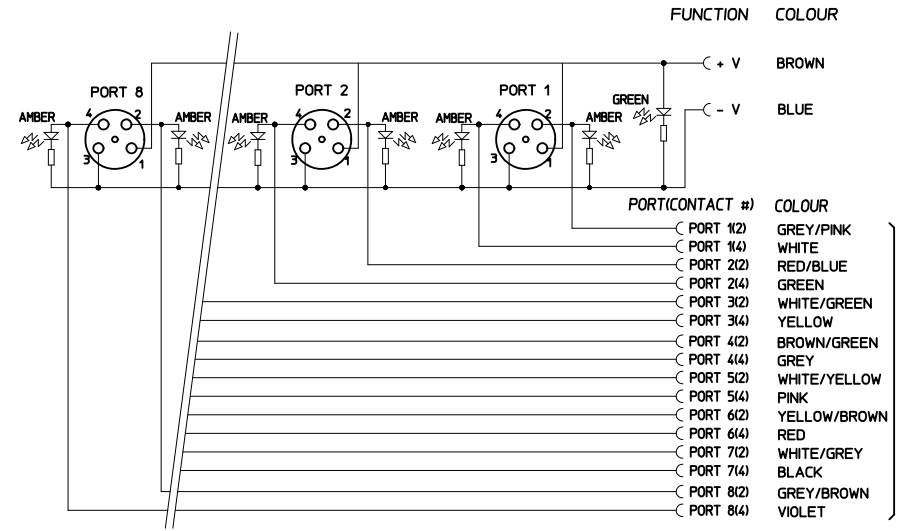 FUNCTION COLOUR
+ V BROWN
- V BLUE
PORT 8
AMBER
4
2
3
1
AMBER
PORT 2
AMBER
4
2
3
1
AMBER
PORT 1
AMBER
4
2
3
1
AMBER
GREEN
PORT(CONTACT #) COLOUR
PORT 1(2) GREY/PINK
PORT 1(4) WHITE
PORT 2(2) RED/BLUE
PORT 2(4) GREEN
PORT 3(2) WHITE/GREEN
PORT 3(4) YELLOW
PORT 4(2) BROWN/GREEN
PORT 4(4) GREY
PORT 5(2) WHITE/YELLOW
PORT 5(4) PINK
PORT 6(2) YELLOW/BROWN
PORT 6(4) RED
PORT 7(2) WHITE/GREY
PORT 7(4) BLACK
PORT 8(2) GREY/BROWN
PORT 8(4) VIOLET